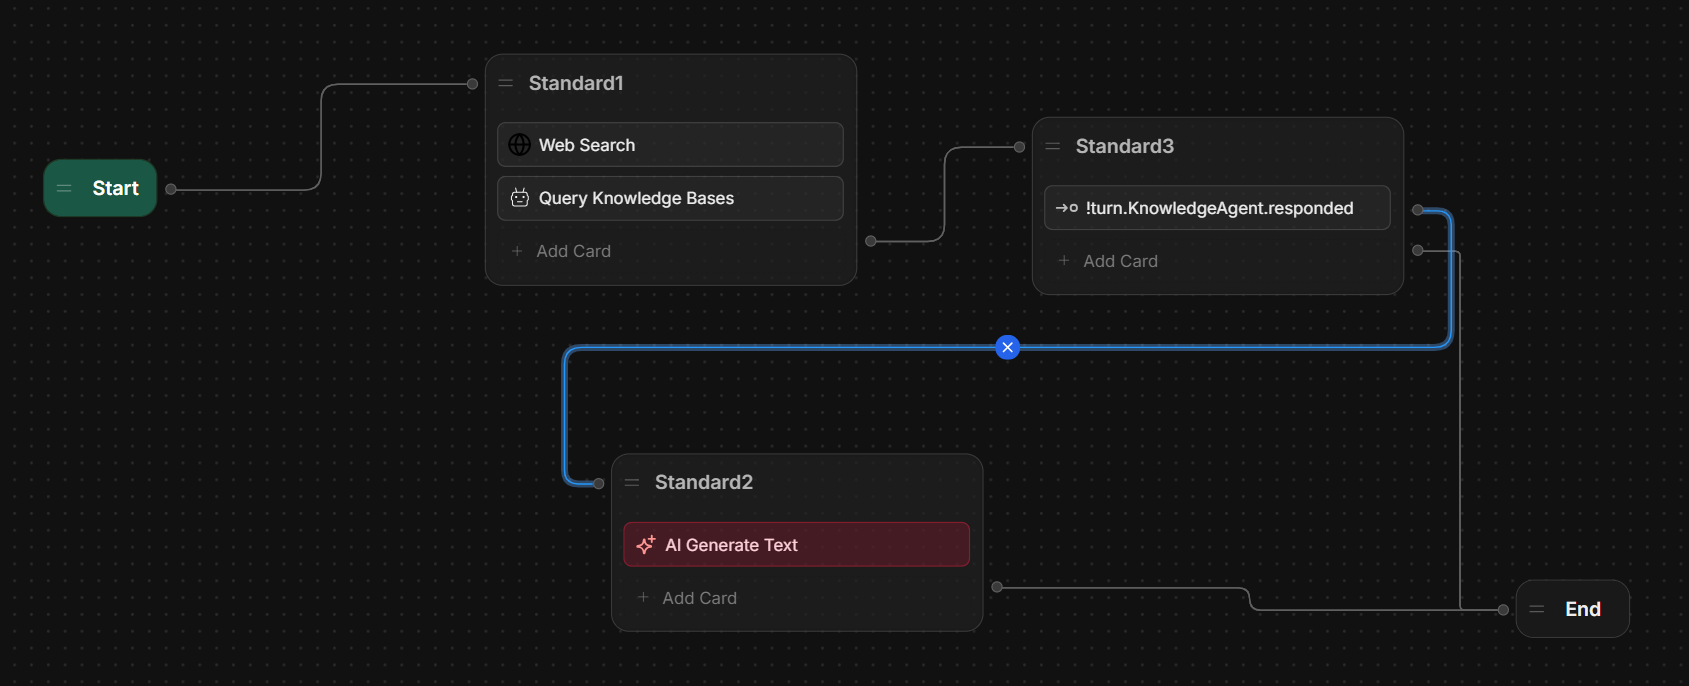 Start
Standard1
Web Search
Query Knowledge Bases
+ Add Card
Standard3
!turn.KnowledgeAgent.responded
+ Add Card
Standard2
AI Generate Text
+ Add Card
End